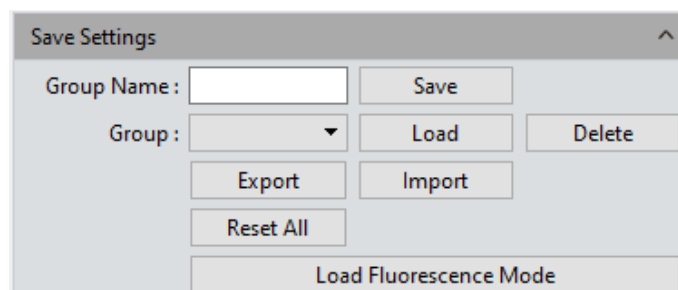 Save Settings
Group Name : Save
Group : Load Delete
Export Import
Reset All
Load Fluorescence Mode